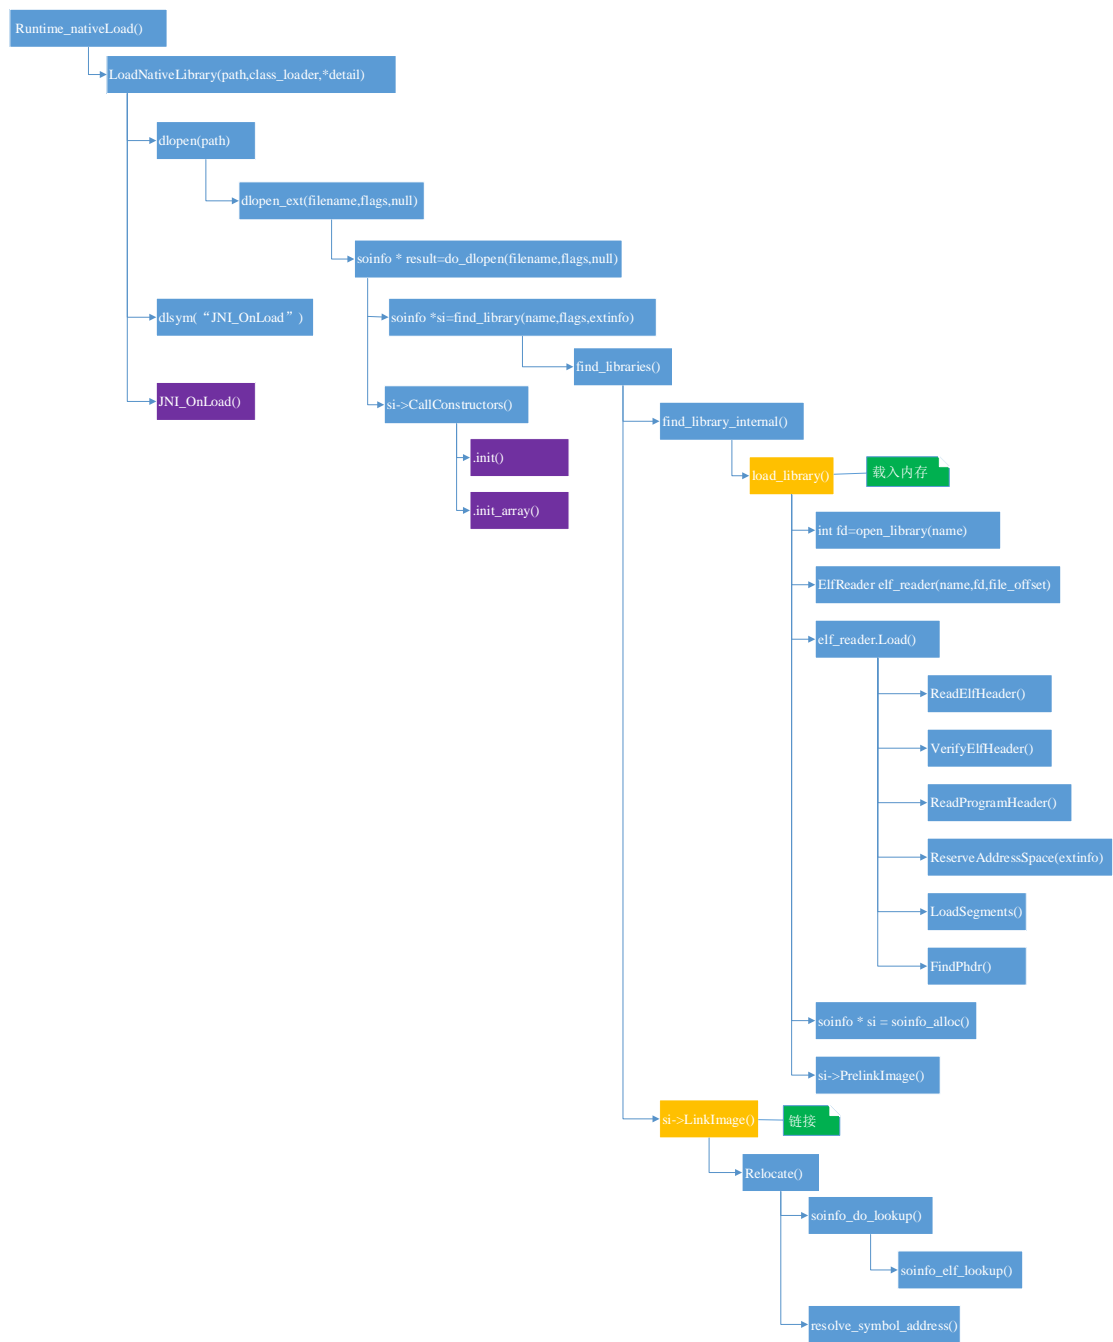 Runtime_nativeLoad()
LoadNativeLibrary(path,class_loader,*detail)
dlopen(path)
dlopen_ext(filename,flags,null)
soinfo * result=do_dlopen(filename,flags,null)
dlsym(“JNI_OnLoad”)
soinfo *si=find_library(name,flags,extinfo)
find_libraries()
JNI_OnLoad()
si->CallConstructors()
find_library_internal()
.init()
load_library()
载入内存
.init_array()
int fd=open_library(name)
ElfReader elf_reader(name,fd,file_offset)
elf_reader.Load()
ReadElfHeader()
VerifyElfHeader()
ReadProgramHeader()
ReserveAddressSpace(extinfo)
LoadSegments()
FindPhdr()
soinfo * si = soinfo_alloc()
si->PrelinkImage()
si->LinkImage()
链接
Relocate()
soinfo_do_lookup()
soinfo_elf_lookup()
resolve_symbol_address()